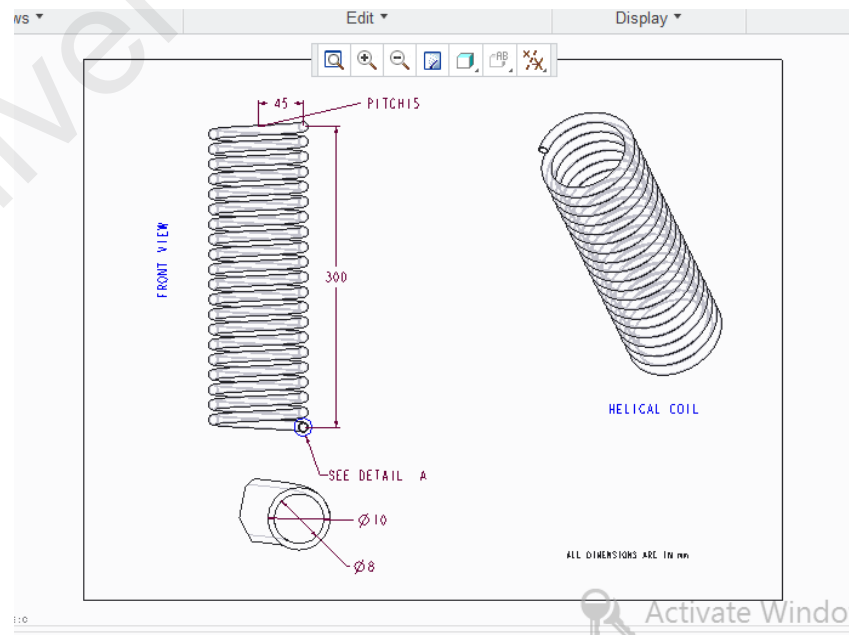 ws Edit Display
AB
45 PITCH15
FRONT VIEW
300
HELICAL COIL
SEE DETAIL A
Ø10
Ø8
ALL DIMENSIONS ARE IN mm
Activate Windo